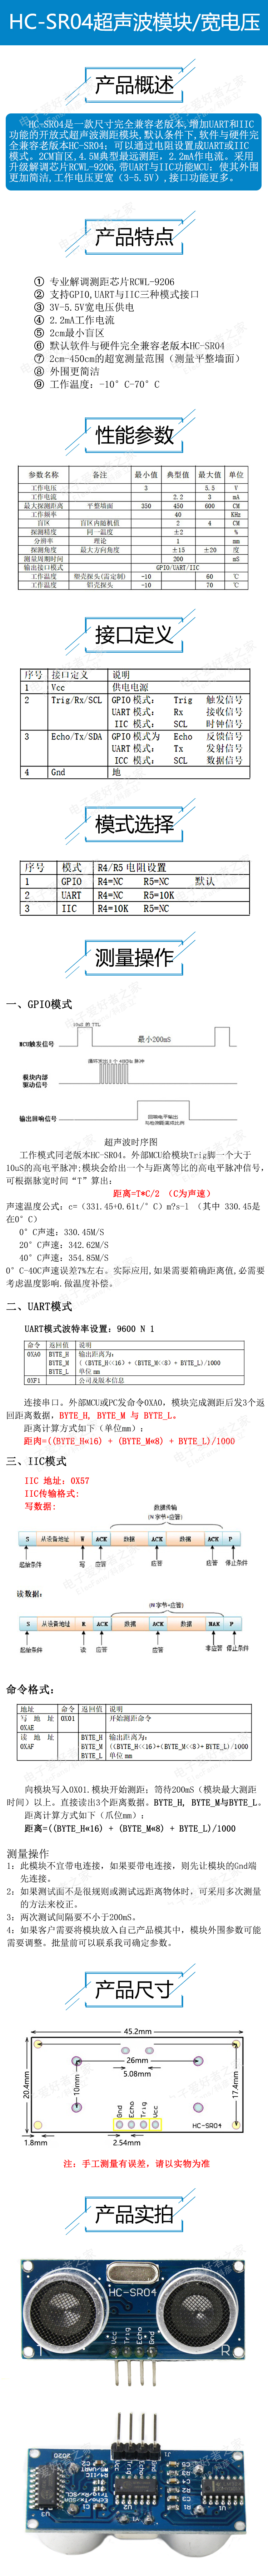 HC-SR04超声波模块/宽电压
产品概述
HC-SR04是一款尺寸完全兼容老版本,增加UART和IIC
功能的开放式超声波测距模块,默认条件下,软件与硬件完
全兼容老版本HC-SR04; 可以通过电阻设置成UART或IIC
模式。2CM盲区,4.5M典型最远测距, 2.2mA作电流。采用
升级解调芯片RCWL-9206,带UART与IIC功能MCU; 使其外围
更加简洁,工作电压更宽 (3-5.5V),接口功能更多。
产品特点
① 专业解调测距芯片RCWL-9206
② 支持GPIO,UART与IIC三种模式接口
③ 3V-5.5V宽电压供电
④ 2.2mA工作电流
⑤ 2cm最小盲区
⑥ 默认软件与硬件完全兼容老版本HC-SR04
⑦ 2cm-450cm的超宽测量范围 (测量平整墙面)
⑧ 外围更简洁
⑨ 工作温度: -10°C-70°C
性能参数
参数名称 备注 最小值 典型值 最大值 单位
工作电压 3 5.5 V
工作电流 2.2 3 mA
最大探测距离 平整墙面 350 450 600 CM
工作频率 40 KHz
盲区 盲区内随机值 2 4 CM
探测精度 同一温度 ±2 %
分辨率 理论 1 mm
探测角度 最大方向角度 ±15 ±20 度
测量周期时间 200 mS
输出接口模式 GPIO/UART/IIC
工作温度 塑壳探头(需定制) -10 60 ℃
工作温度 铝壳探头 -10 70 ℃
接口定义
序号 接口定义 说明
1 Vcc 供电电源
2 Trig/Rx/SCL GPIO模式: Trig 触发信号
UART模式: Rx 接收信号
IIC 模式: SCL 时钟信号
3 Echo/Tx/SDA GPIO模式为 Echo 反馈信号
UART模式: Tx 发射信号
ICC 模式: SCL 数据信号
4 Gnd 地
模式选择
序号 模式 R4/R5电阻设置
1 GPIO R4=NC R5=NC 默认
2 UART R4=NC R5=10K
3 IIC R4=10K R5=NC
测量操作
一、GPIO模式
10uS 的 TTL
MCU触发信号
最小200mS
循环发出 8 个 40KHz 脉冲
模块内部
驱动信号
输出回响信号
回响电平输出
与检测距离成比例
超声波时序图
工作模式同老版本HC-SR04。外部MCU给模块Trig脚一个大于
10uS的高电平脉冲;模块会给出一个与距离等比的高电平脉冲信号,
可根据脉宽时间“T”算出:
距离=T*C/2 (C为声速)
声速温度公式: c=(331.45+0.61t/°C) m?s-1 (其中 330.45是
在0°C)
0°C声速: 330.45M/S
20°C声速: 342.62M/S
40°C声速: 354.85M/S
0°C-40C声速误差7%左右。实际应用,如果需要精确距离值,必需要
考虑温度影响.做温度补偿。
二、UART模式
UART模式波特率设置: 9600 N 1
命令 返回值 说明
0XA0 BYTE_H 输出距离为:
BYTE_M ((BYTE_H<<16)+(BYTE_M<<8)+ BYTE_L)/1000
BYTE_L 单位mm
0XF1 公司及版本信息
连接串口。外部MCU或PC发命令0XA0, 模块完成测距后发3个返
回距离数据, BYTE_H, BYTE_M 与 BYTE_L。
距离计算方式如下 (单位mm):
距肉=((BYTE_H«16) + (BYTE_M«8) + BYTE_L)/1000
三、IIC模式
IIC 地址: 0X57
IIC传输格式:
写数据:
数据传输
(N字节+应答)
S 从设备地址 W ACK 数据 ACK 数据 ACK P
起始条件 写 应答 应答 应答 停止条件
读数据:
(N字节+应答)
S 从设备地址 R ACK 数据 ACK 数据 NAK P
起始条件 读 应答 应答 非应答 停止条件
命令格式:
地址 命令 返回值 说明
写 地 址 0X01 开始测距命令
0XAE
读 地 址 BYTE_H 输出距离为:
0XAF BYTE_M ((BYTE_H<<16)+(BYTE_M<<8)+BYTE_L)/1000
BYTE_L 单位mm
向模块写入0X01.模块开始测距; 等待200mS (模块最大测距
时间) 以上。直接读出3个距离数据。BYTE_H, BYTE_M与BYTE_L。
距离计算方式如下 (爪位mm):
距离=((BYTE_H«16) + (BYTE_M«8) + BYTE_L)/1000
测量操作
1: 此模块不宜带电连接, 如果要带电连接, 则先让模块的Gnd端
先连接。
2: 如果测试面不是很规则或测试远距离物体时, 可采用多次测量
的方法来校正。
3: 两次测试间隔要不小于200mS。
4: 如果客户需要将模块放入自己产品模其中, 模块外围参数可能
需要调整。批量前可以联系我司确定参数。
产品尺寸
45.2mm
26mm
5.08mm
20.4mm
10mm
17.4mm
Gnd
Echo
Trig
Vcc
HC-SR04
1.8mm
2.54mm
注: 手工测量有误差, 请以实物为准
产品实拍
HC-SR04
T
R
Vcc
Trig
Echo
Gnd